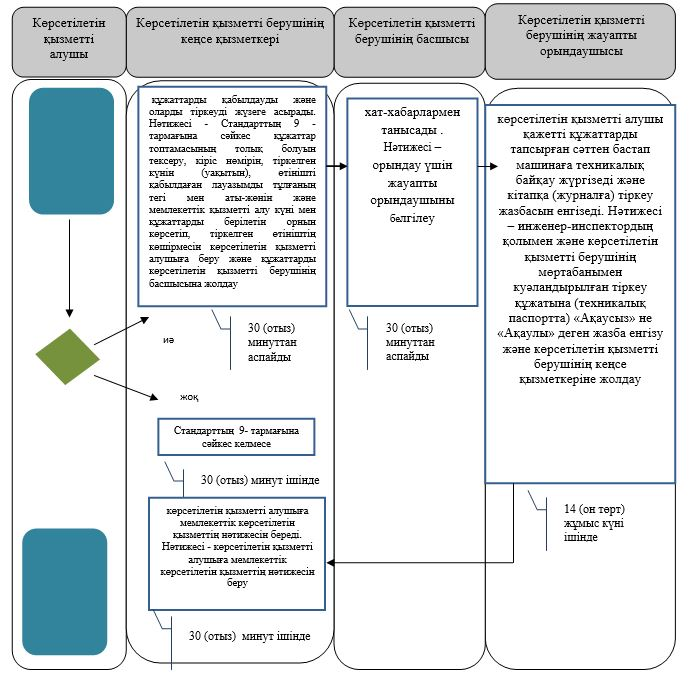 Көрсетілетін
қызметті
алушы
Көрсетілетін қызметті берушінің
кеңсе қызметкері
Көрсетілетін қызметті
берушінің басшысы
Көрсетілетін қызметті
берушінің жауапты
орындаушысы
құжаттарды қабылдауды және
оларды тіркеуді жүзеге асырады.
Нәтижесі - Стандарттың 9 -
тармағына сәйкес құжаттар
топтамасының толық болуын
тексеру, кіріс нөмірін, тіркелген
күнін (уақытын), өтінішті
қабылдаған лауазымды тұлғаның
тегі мен аты-жөнін және
мемлекеттік қызметті алу күні мен
құжаттарды берілетін орнын
көрсетіп, тіркелген өтініштің
көшірмесін көрсетілетін қызметті
алушыға беру және құжаттарды
көрсетілетін қызметті берушінің
басшысына жолдау
30 (отыз)
минуттан
аспайды
иә
жоқ
Стандарттың 9- тармағына
сәйкес келмесе
30 (отыз) минут ішінде
көрсетілетін қызметті алушыға
мемлекеттік көрсетілетін
қызметтің нәтижесін береді.
Нәтижесі - көрсетілетін қызметті
алушыға мемлекеттік
көрсетілетін қызметтің нәтижесін
беру
30 (отыз) минут ішінде
хат-хабарлармен
танысады .
Нәтижесі –
орындау үшін
жауапты
орындаушыны
белгілеу
30 (отыз)
минуттан
аспайды
көрсетілетін қызметті алушы
қажетті құжаттарды
тапсырған сәттен бастап
машинаға техникалық
байқау жүргізеді және
кітапқа (журналға) тіркеу
жазбасын енгізеді. Нәтижесі
– инженер-инспектордың
қолымен және көрсетілетін
қызметті берушінің
мөртабанымен
куәландырылған тіркеу
құжатына (техникалық
паспортта) «Ақаусыз» не
«Ақаулы» деген жазба енгізу
және көрсетілетін қызметті
берушінің кеңсе
қызметкеріне жолдау
14 (он төрт)
жұмыс күні
ішінде